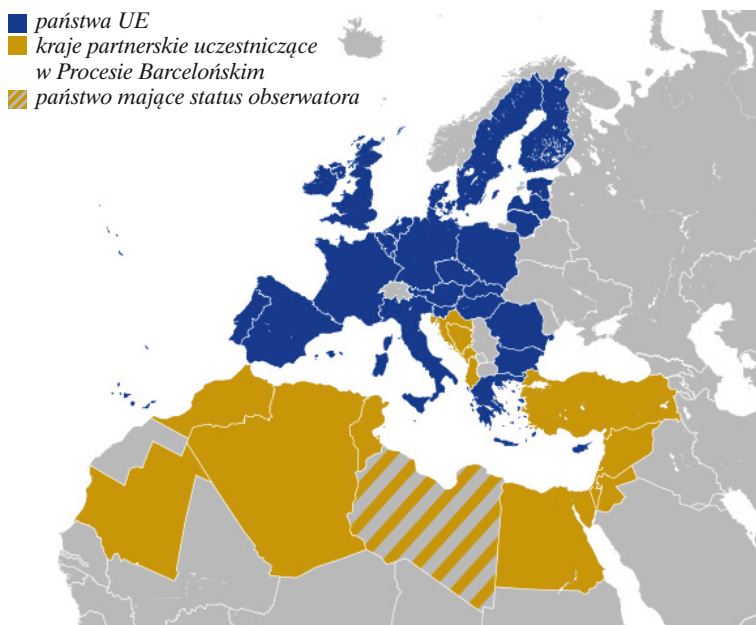 państwa UE
kraje partnerskie uczestniczące
w Procesie Barcelońskim
państwo mające status obserwatora